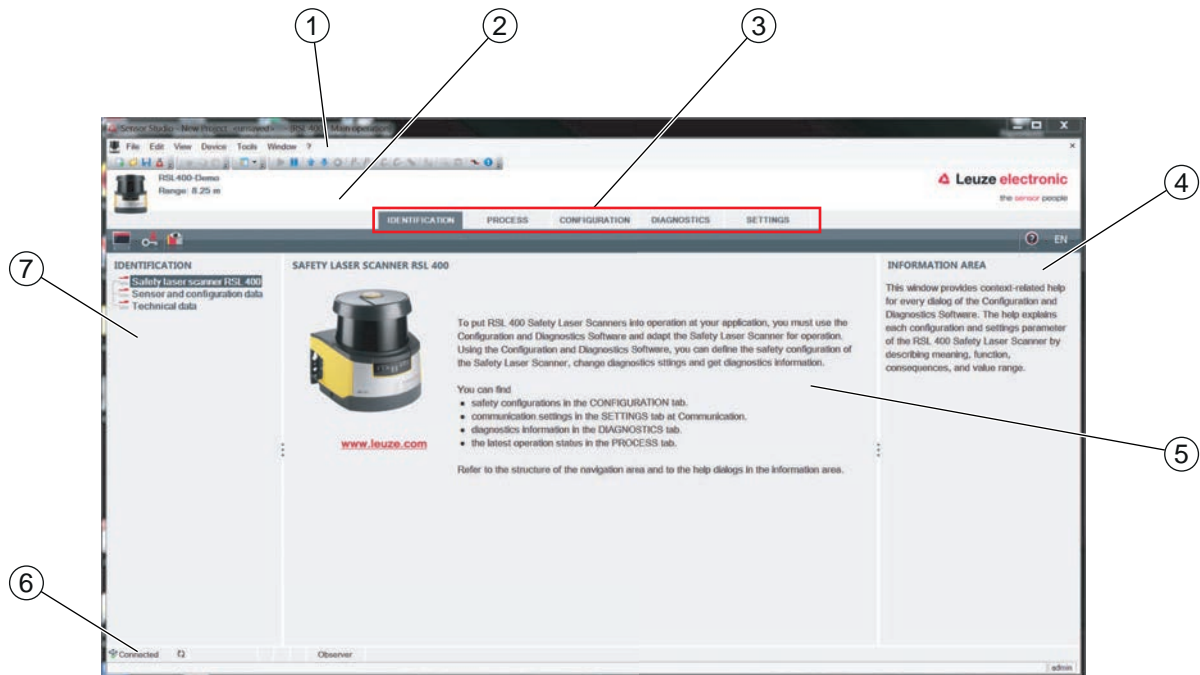 1
2
3
Sensor Studio - New Project <unsaved> - [RSL 400 - Main operation
File Edit View Device Tools Window ?
RSL400-Demo
Range: 8.25 m
Leuze electronic
the sensor people
4
IDENTIFICATION PROCESS CONFIGURATION DIAGNOSTICS SETTINGS
EN
7
IDENTIFICATION
Safety laser scanner RSL 400
Sensor and configuration data
Technical data
SAFETY LASER SCANNER RSL 400
To put RSL 400 Safety Laser Scanners into operation at your application, you must use the
Configuration and Diagnostics Software and adapt the Safety Laser Scanner for operation.
Using the Configuration and Diagnostics Software, you can define the safety configuration of
the Safety Laser Scanner, change diagnostics sttings and get diagnostics information.
You can find
• safety configurations in the CONFIGURATION tab.
• communication settings in the SETTINGS tab at Communication.
• diagnostics information in the DIAGNOSTICS tab.
• the latest operation status in the PROCESS tab.
Refer to the structure of the navigation area and to the help dialogs in the information area.
www.leuze.com
INFORMATION AREA
This window provides context-related help
for every dialog of the Configuration and
Diagnostics Software. The help explains
each configuration and settings parameter
of the RSL 400 Safety Laser Scanner by
describing meaning, function,
consequences, and value range.
5
6
Connected
Observer
admin